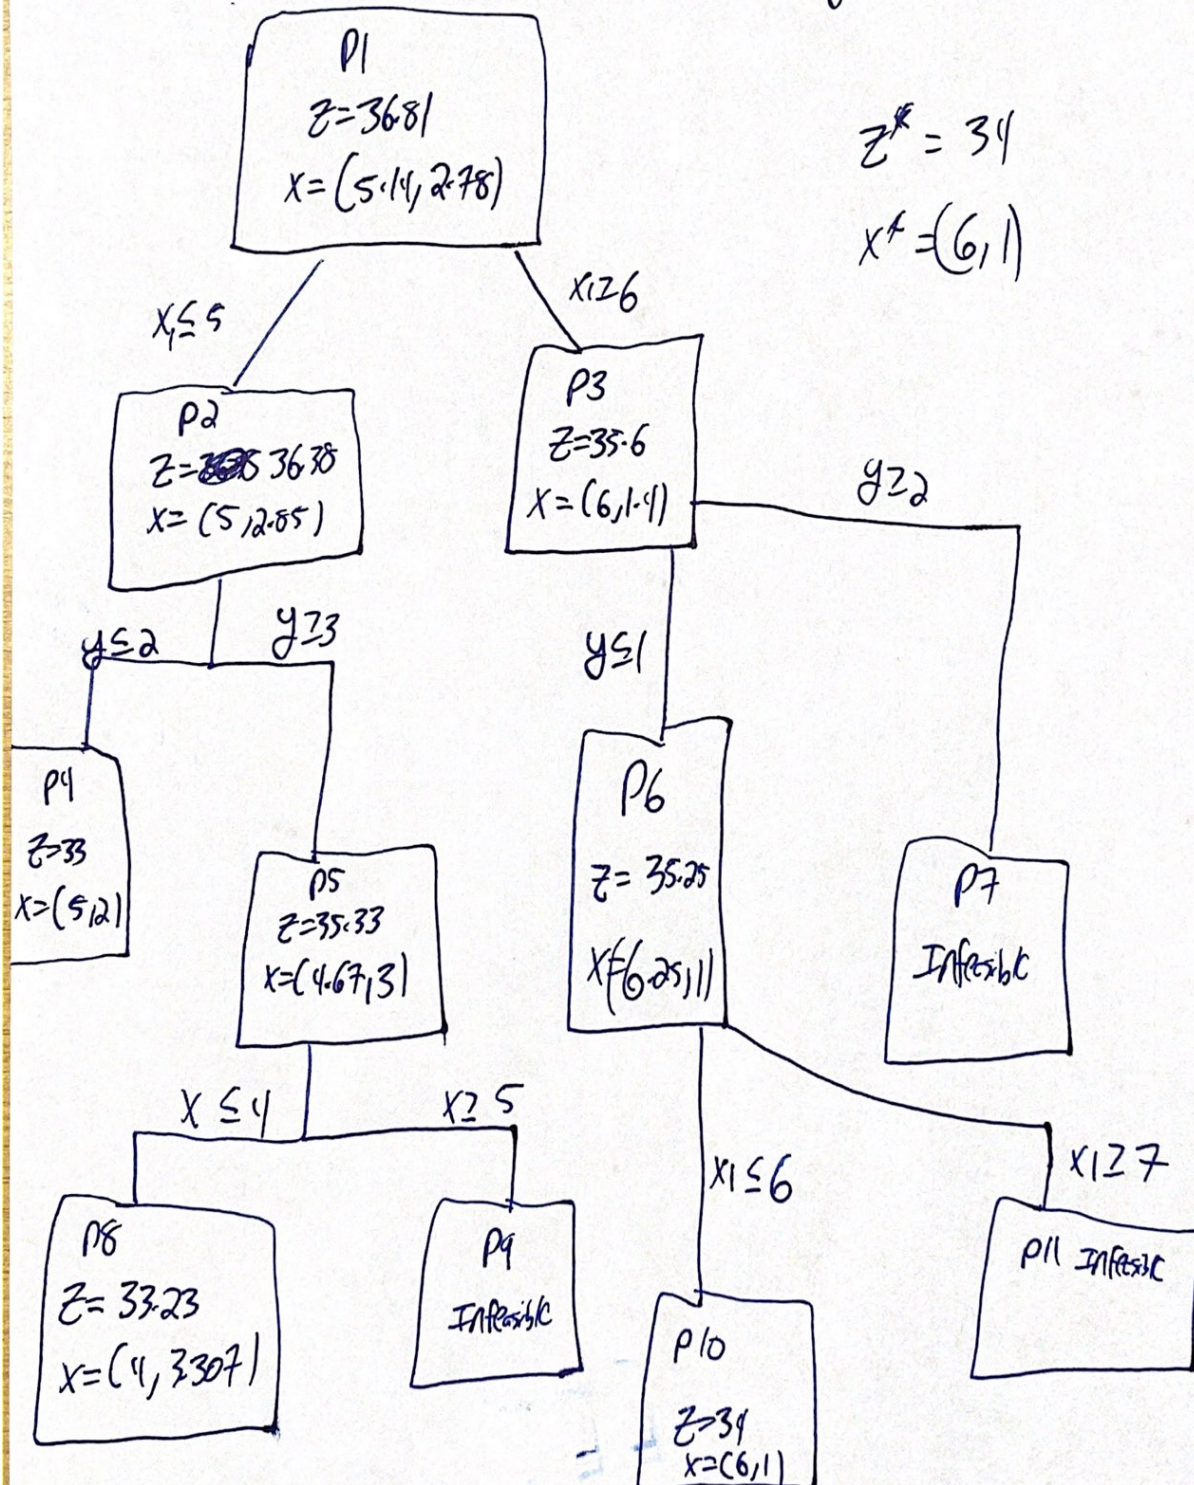 P1
Z=36.81
X=(5.14, 2.78)
Z* = 34
X* =(6,1)
X₁≤5
X₁≥6
P2
Z= 36.38
X= (5,2.85)
P3
Z=35.6
X=(6,1.4)
y≥2
y≤2
y≥3
y≤1
P4
Z=33
X=(5,2)
P5
Z=35.33
X=(4.67,3)
P6
Z= 35.25
X=(6.25,1)
P7
Infeasible
X ≤ 4
X≥ 5
X₁≤6
X₁≥7
P8
Z= 33.23
X=(4, 3.307)
P9
Infeasible
P10
Z=34
X=(6,1)
P11 Infeasible